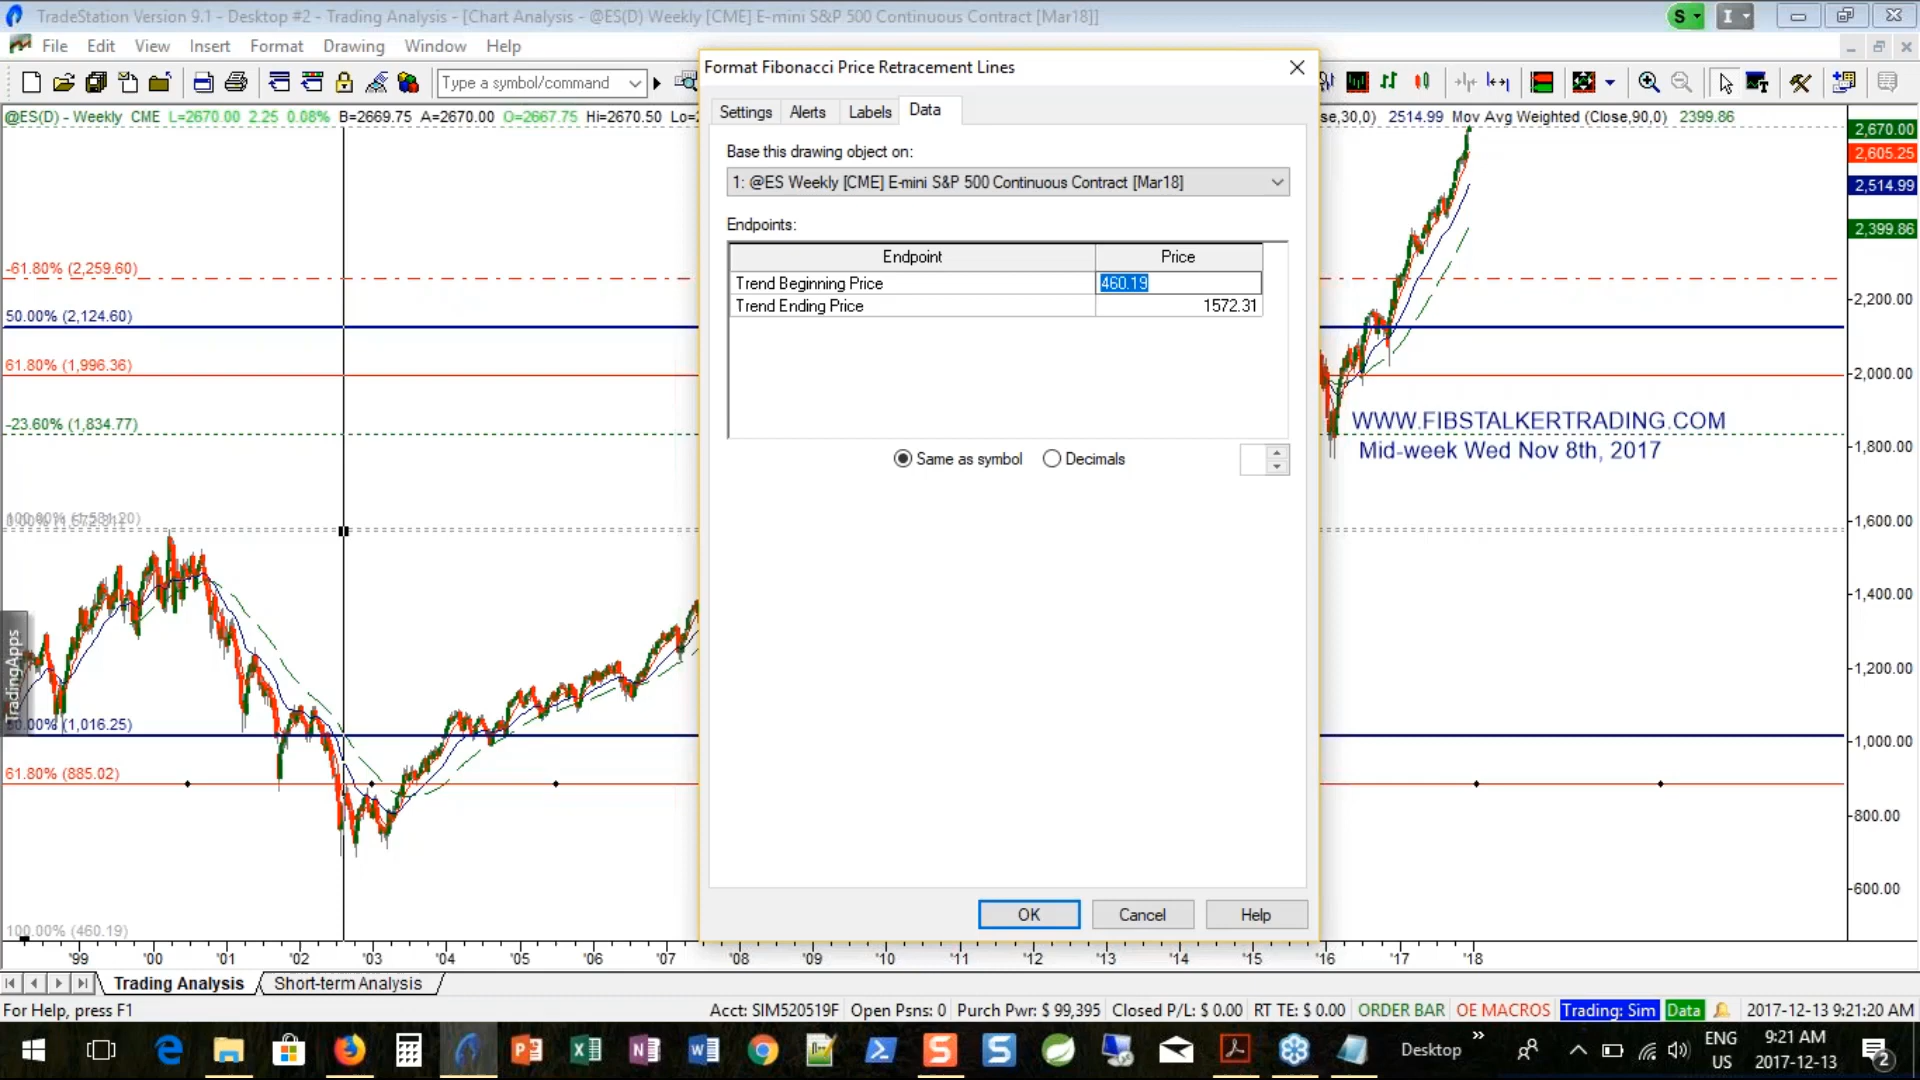 TradeStation Version 9.1 - Desktop #2 - Trading Analysis - [Chart Analysis - @ES(D) Weekly [CME] E-mini S&P 500 Continuous Contract [Mar18]]
S
I
File Edit View Insert Format Drawing Window Help
Format Fibonacci Price Retracement Lines
Type a symbol/command
Settings Alerts Labels Data
@ES(D) - Weekly CME L=2670.00 2.25 0.08% B=2669.75 A=2670.00 O=2667.75 Hi=2670.50 Lo=
se,30,0) 2514.99 Mov Avg Weighted (Close,90,0) 2399.86
2,670.00
2,605.25
2,514.99
2,399.86
Base this drawing object on:
1: @ES Weekly [CME] E-mini S&P 500 Continuous Contract [Mar18]
Endpoints:
Endpoint Price
Trend Beginning Price 460.19
Trend Ending Price 1572.31
Same as symbol Decimals
-61.80% (2,259.60)
50.00% (2,124.60)
61.80% (1,996.36)
-23.60% (1,834.77)
50.00% (1,016.25)
61.80% (885.02)
100.00% (460.19)
2,200.00
2,000.00
1,800.00
1,600.00
1,400.00
1,200.00
1,000.00
800.00
600.00
WWW.FIBSTALKERTRADING.COM
Mid-week Wed Nov 8th, 2017
TradingApps
OK Cancel Help
'99 '00 '01 '02 '03 '04 '05 '06 '07 '08 '09 '10 '11 '12 '13 '14 '15 '16 '17 '18
Trading Analysis Short-term Analysis
For Help, press F1
Acct: SIM520519F Open Psns: 0 Purch Pwr: $ 99,395 Closed P/L: $ 0.00 RT TE: $ 0.00 ORDER BAR OE MACROS Trading: Sim Data 2017-12-13 9:21:20 AM
Desktop
ENG
US
9:21 AM
2017-12-13
2